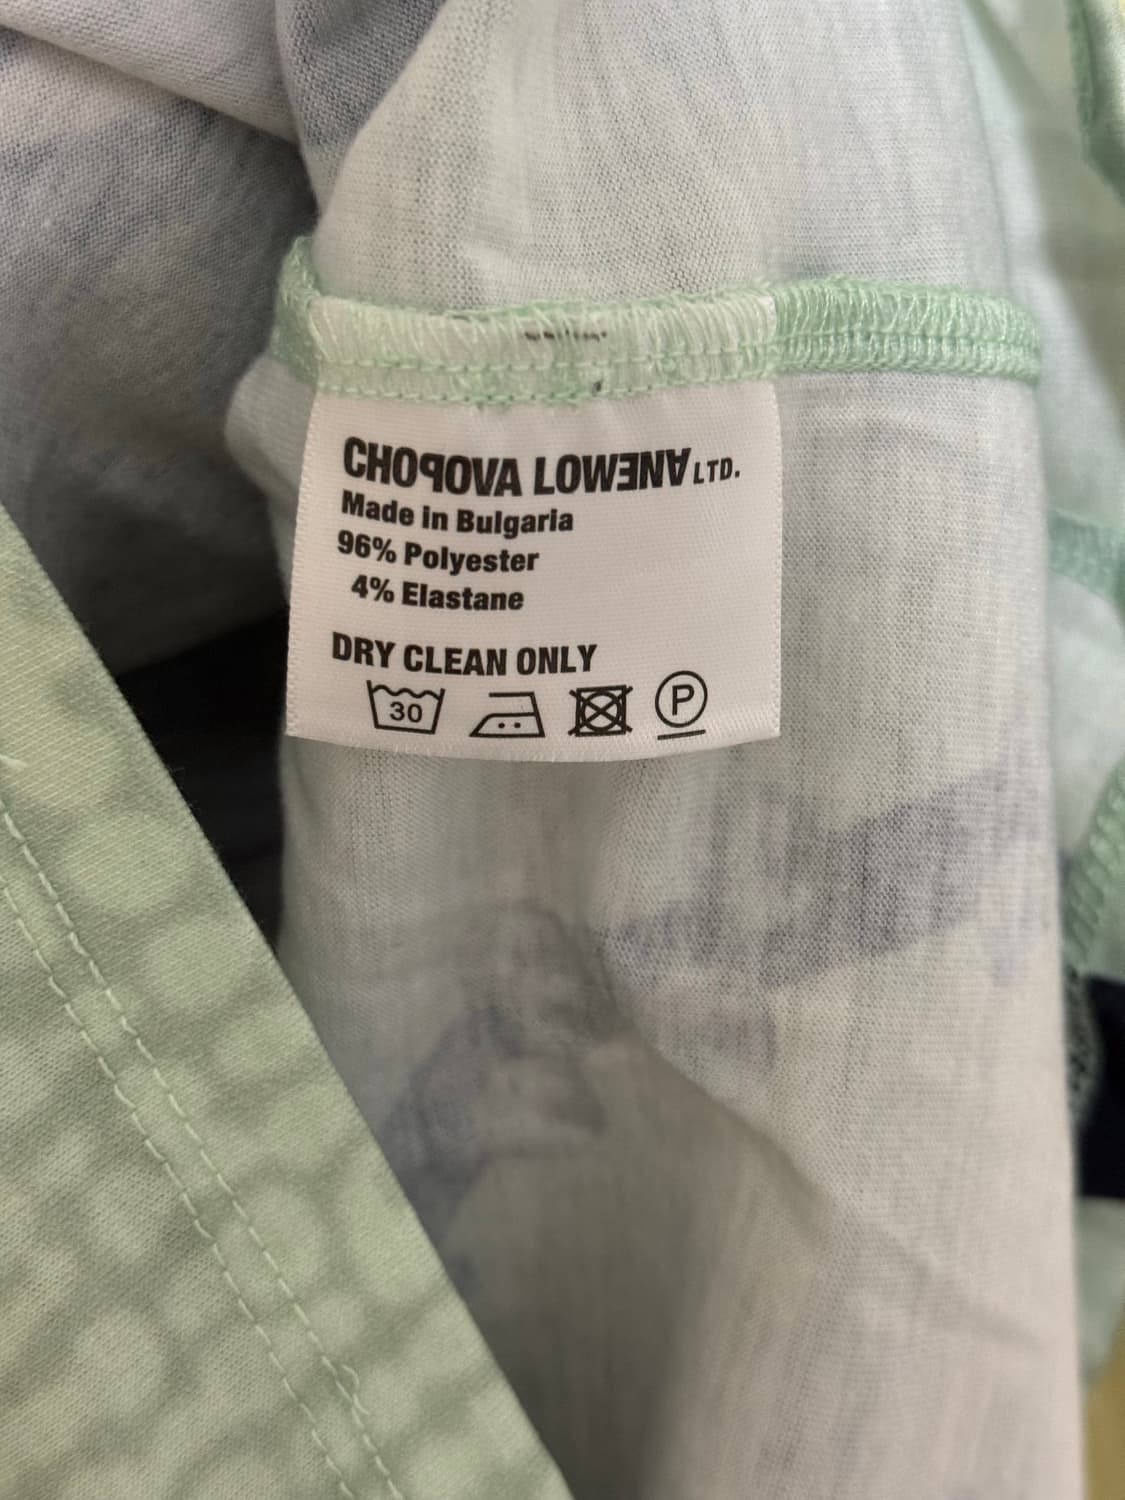 CHOPOVA LOWENA LTD.
Made in Bulgaria
96% Polyester
4% Elastane
DRY CLEAN ONLY
30 P